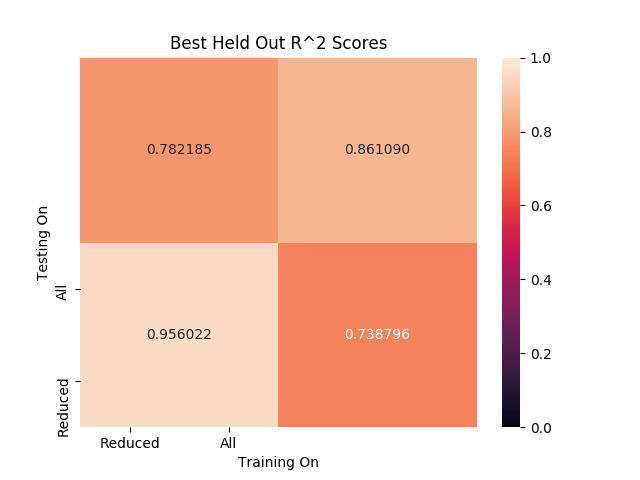 Best Held Out R^2 Scores
0.782185
0.861090
0.956022
0.738796
Testing On
All
Reduced
Reduced
All
Training On
1.0
0.8
0.6
0.4
0.2
0.0